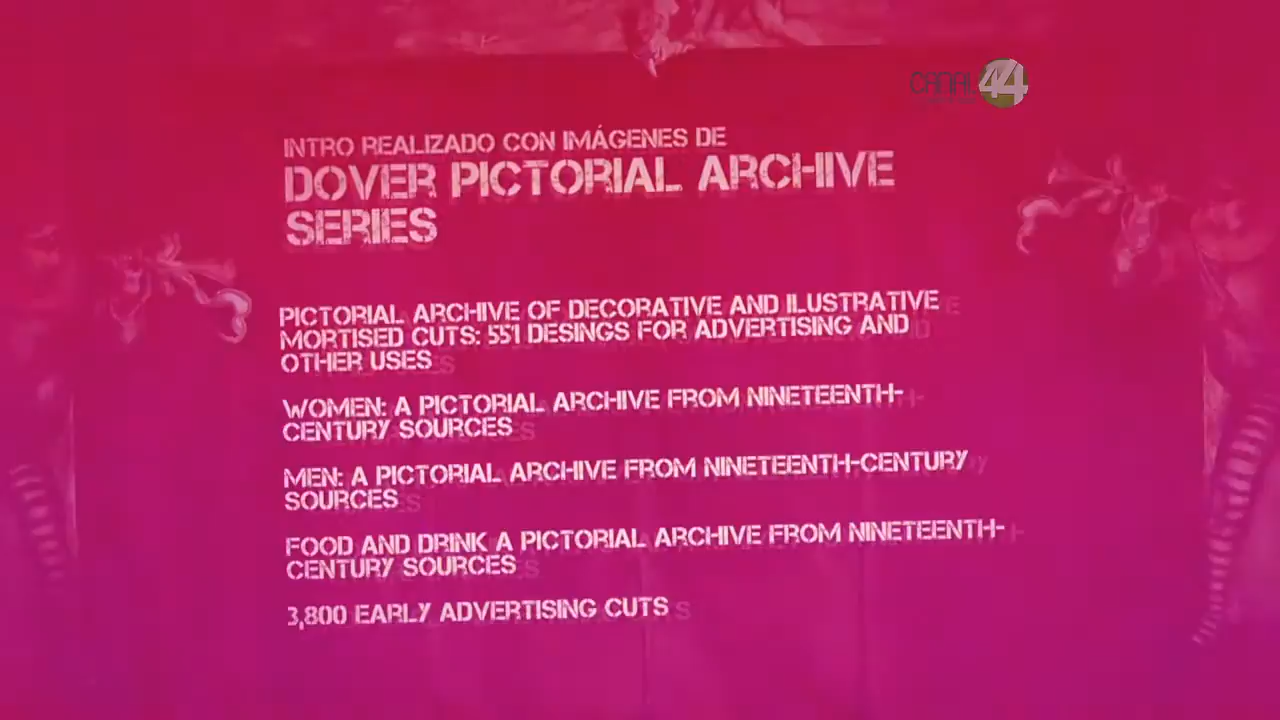 CANAL 44
INTRO REALIZADO CON IMÁGENES DE
DOVER PICTORIAL ARCHIVE
SERIES
PICTORIAL ARCHIVE OF DECORATIVE AND ILUSTRATIVE
MORTISED CUTS: 551 DESINGS FOR ADVERTISING AND
OTHER USES
WOMEN: A PICTORIAL ARCHIVE FROM NINETEENTH-
CENTURY SOURCES
MEN: A PICTORIAL ARCHIVE FROM NINETEENTH-CENTURY
SOURCES
FOOD AND DRINK A PICTORIAL ARCHIVE FROM NINETEENTH-
CENTURY SOURCES
3,800 EARLY ADVERTISING CUTS